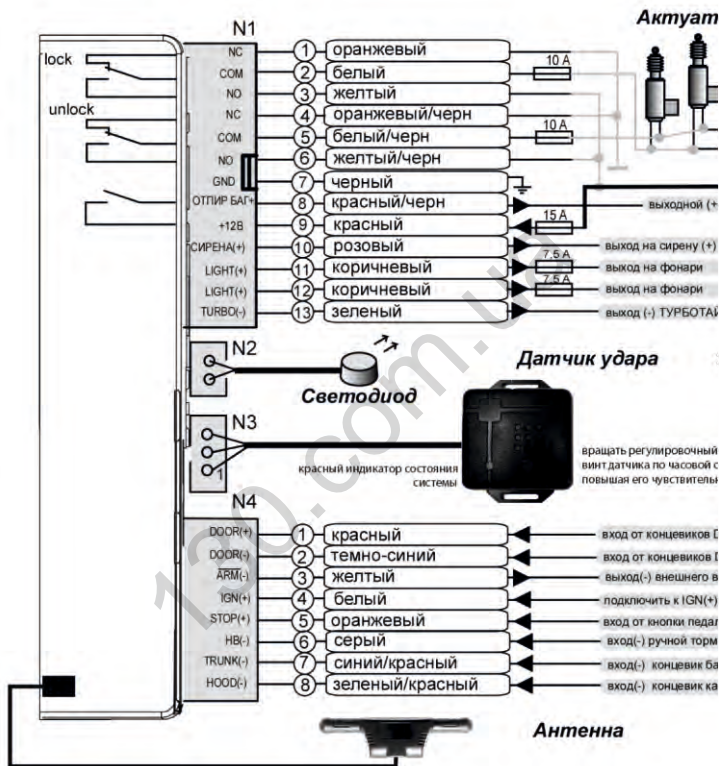 Актуат
N1
lock
unlock
NC 1 оранжевый
COM 2 белый 10 A
NO 3 желтый
NC 4 оранжевый/черн
COM 5 белый/черн 10 A
NO 6 желтый/черн
GND 7 черный
ОТПИР БАГ+ 8 красный/черн выходной (+
+12В 9 красный 15 A
СИРЕНА(+) 10 розовый выход на сирену (+)
LIGHT(+) 11 коричневый 7.5 A выход на фонари
LIGHT(+) 12 коричневый 7.5 A выход на фонари
TURBO(-) 13 зеленый выход (-) ТУРБОТАЙ
N2
Светодиод
Датчик удара
N3
1
красный индикатор состояния
системы
вращать регулировочный
винт датчика по часовой с
повышая его чувствительн
N4
DOOR(+) 1 красный вход от концевиков D
DOOR(-) 2 темно-синий вход от концевиков D
ARM(-) 3 желтый выход(-) внешнего в
IGN(+) 4 белый подключить к IGN(+)
STOP(+) 5 оранжевый вход от кнопки педал
HB(-) 6 серый вход(-) ручной торм
TRUNK(-) 7 синий/красный вход(-) концевик ба
HOOD(-) 8 зеленый/красный вход(-) концевик ка
Антенна
130.com.ua